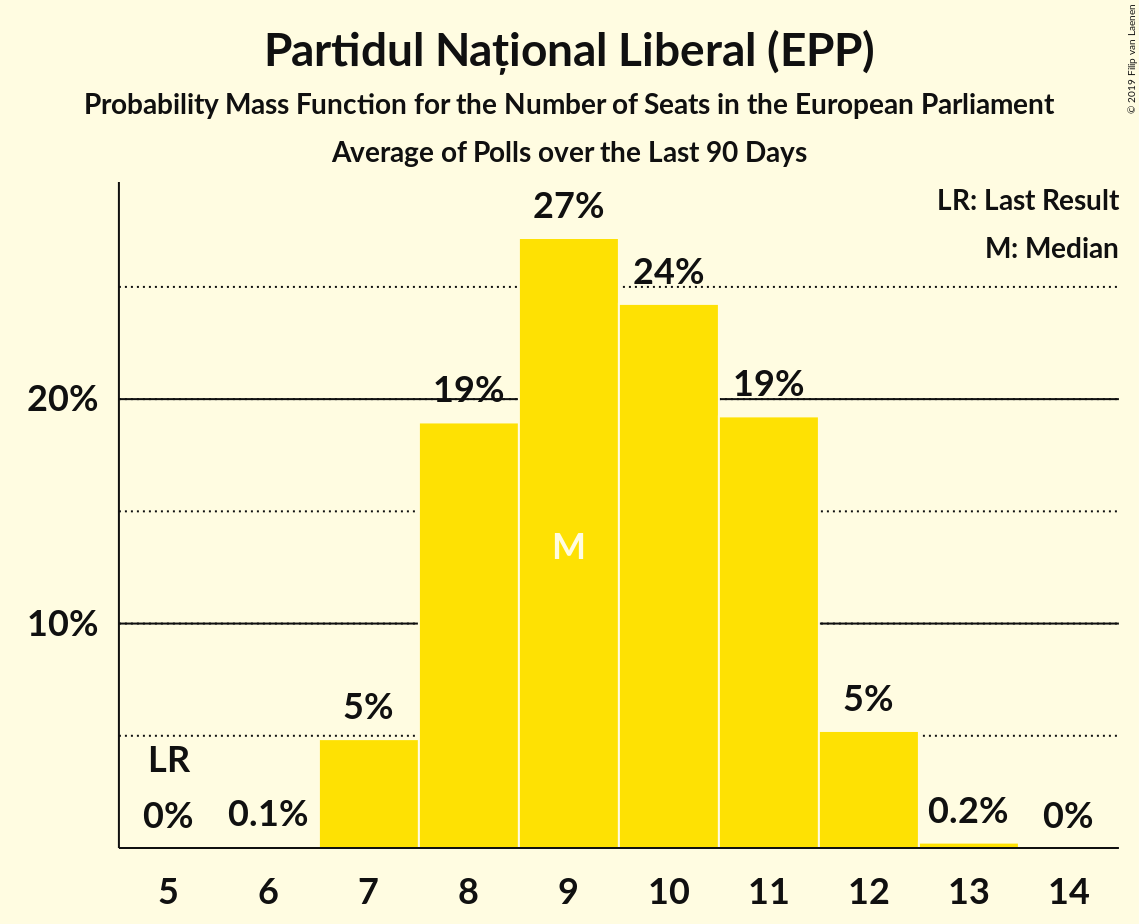 Partidul Național Liberal (EPP)
Probability Mass Function for the Number of Seats in the European Parliament
Average of Polls over the Last 90 Days
© 2019 Filip van Laenen
LR: Last Result
M: Median
27%
24%
19%
19%
20%
M
10%
5%
5%
LR
0%
0.1%
0.2%
0%
5 6 7 8 9 10 11 12 13 14